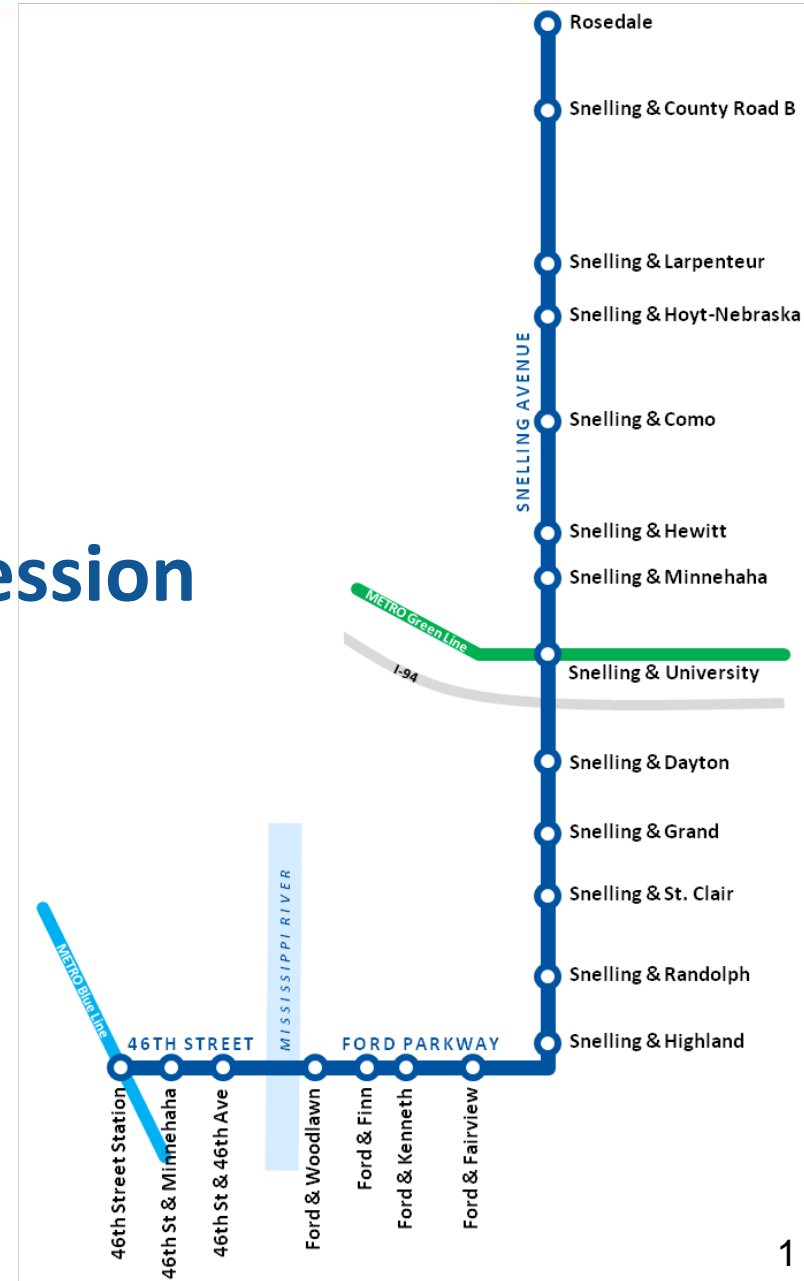 Rosedale
Snelling & County Road B
Snelling & Larpenteur
Snelling & Hoyt-Nebraska
SNELLING AVENUE
Snelling & Como
Snelling & Hewitt
ession
Snelling & Minnehaha
METRO Green Line
Snelling & University
I-94
Snelling & Dayton
Snelling & Grand
Snelling & St. Clair
MISSISSIPPI RIVER
METRO Blue Line
Snelling & Randolph
46TH STREET
FORD PARKWAY
Snelling & Highland
46th Street Station
46th St & Minnehaha
46th St & 46th Ave
Ford & Woodlawn
Ford & Finn
Ford & Kenneth
Ford & Fairview
1